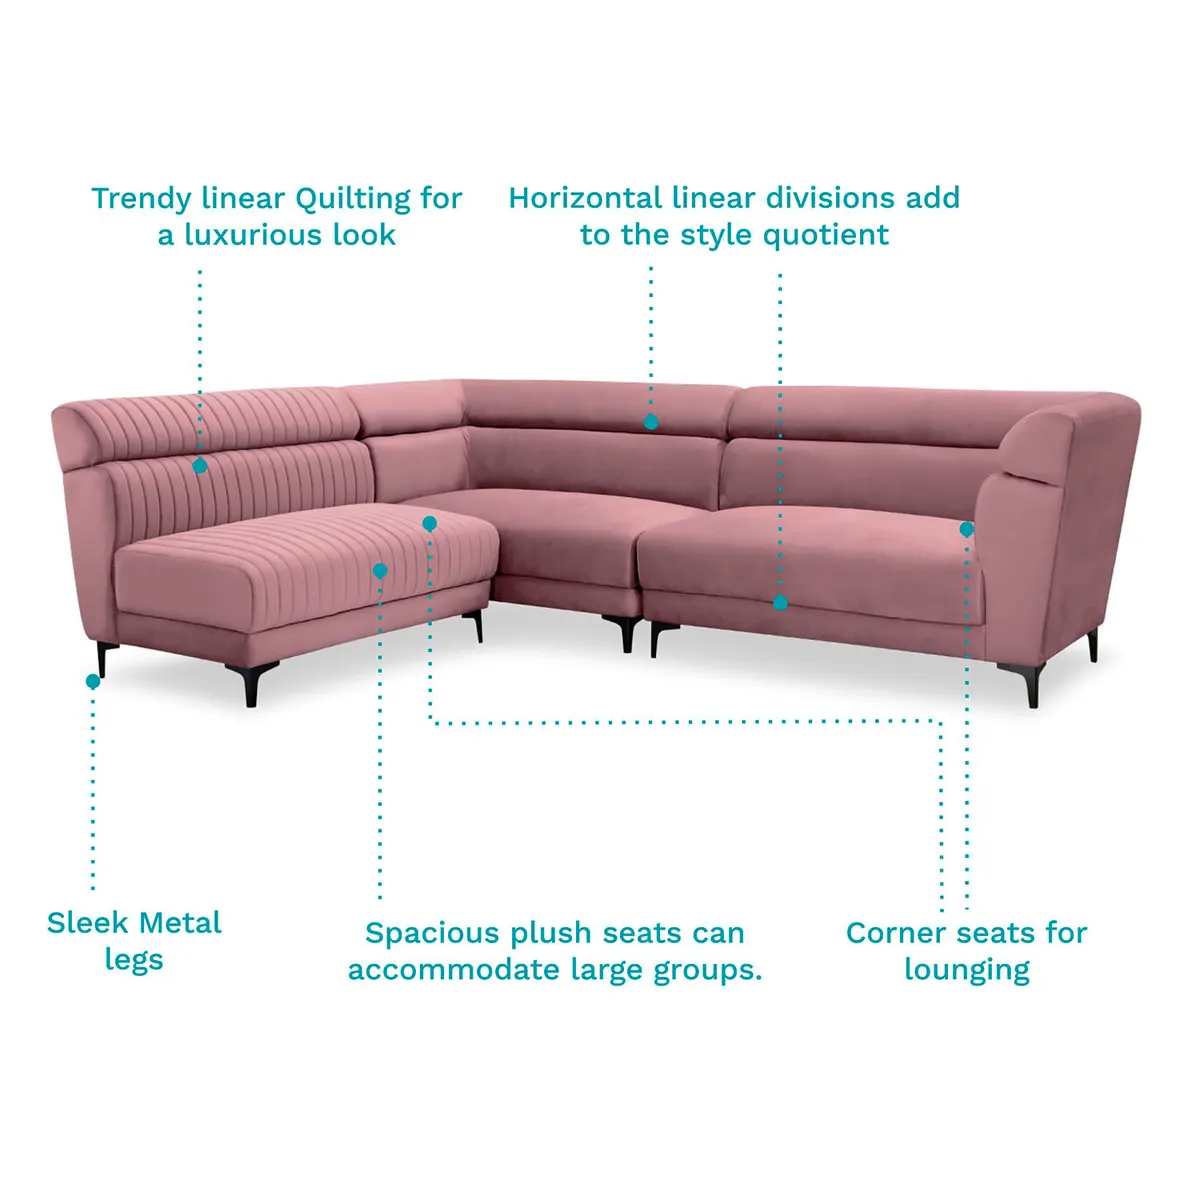 Trendy linear Quilting for
a luxurious look
Horizontal linear divisions add
to the style quotient
Sleek Metal
legs
Spacious plush seats can
accommodate large groups.
Corner seats for
lounging